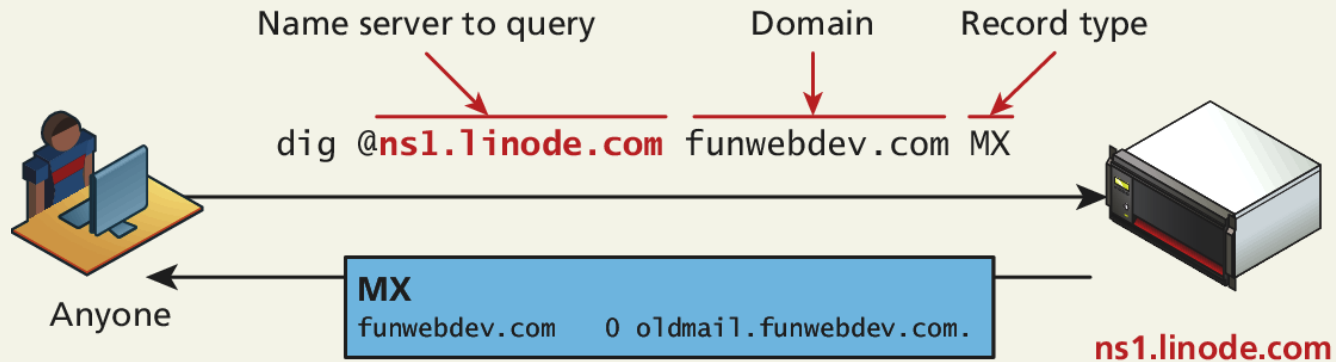 Name server to query Domain Record type
dig @ns1.linode.com funwebdev.com MX
MX
funwebdev.com 0 oldmail.funwebdev.com.
Anyone
ns1.linode.com